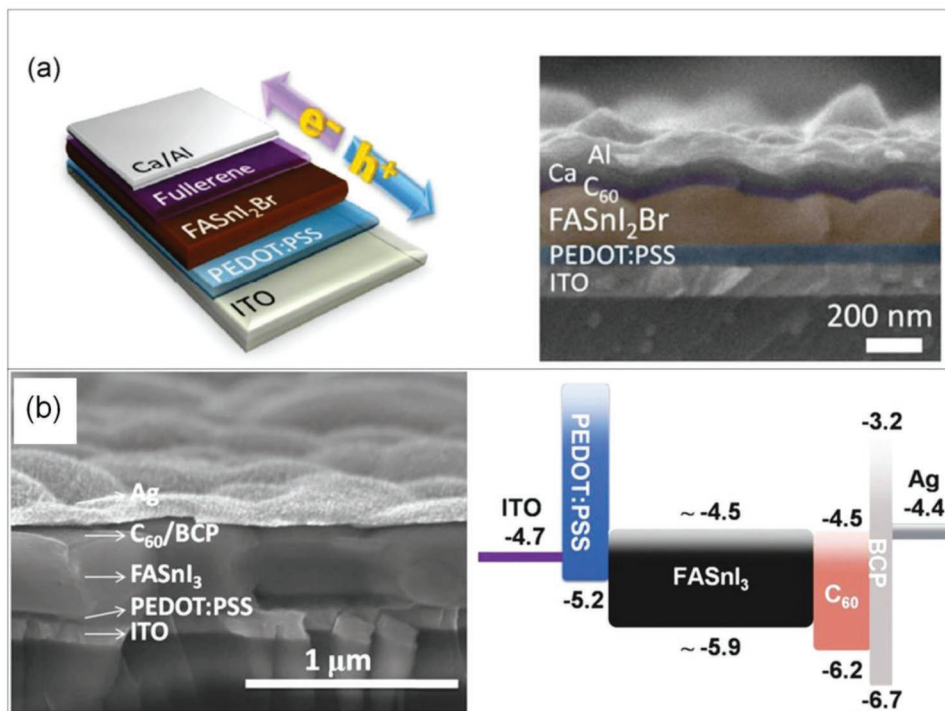 (a)
e⁻
h⁺
Ca/Al
Fullerene
FASnI₂Br
PEDOT:PSS
ITO
Al
Ca
C₆₀
FASnI₂Br
PEDOT:PSS
ITO
200 nm
(b)
Ag
C₆₀/BCP
FASnI₃
PEDOT:PSS
ITO
1 μm
ITO
-4.7
PEDOT:PSS
-5.2
~ -4.5
FASnI₃
~ -5.9
-4.5
C₆₀
-6.2
-3.2
BCP
-6.7
Ag
-4.4